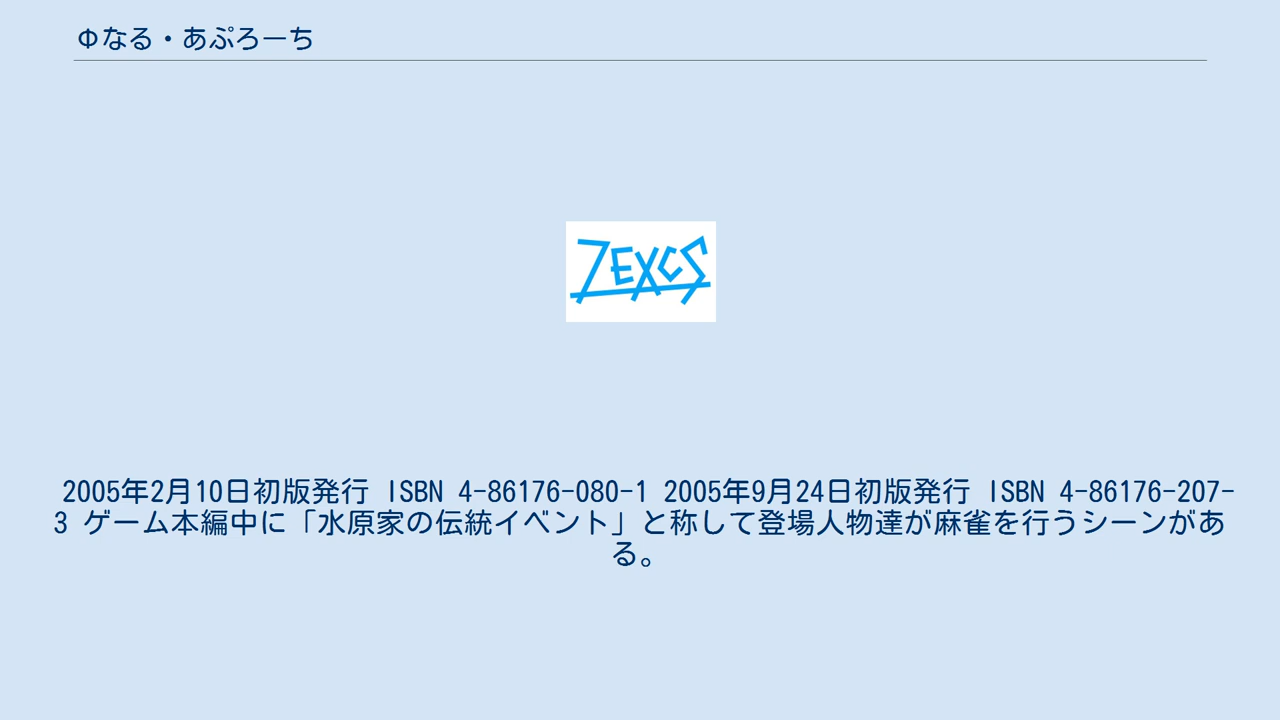 Φなる・あぷろーち
ZEXCS
2005年2月10日初版発行 ISBN 4-86176-080-1 2005年9月24日初版発行 ISBN 4-86176-207-
3 ゲーム本編中に「水原家の伝統イベント」と称して登場人物達が麻雀を行うシーンがあ
る。